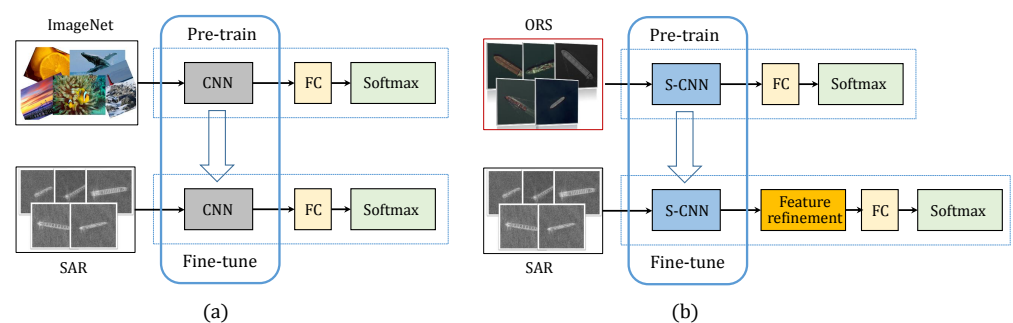 ImageNet
Pre-train
CNN
FC
Softmax
CNN
FC
Softmax
SAR
Fine-tune
(a)
ORS
Pre-train
S-CNN
FC
Softmax
S-CNN
Feature
refinement
FC
Softmax
SAR
Fine-tune
(b)